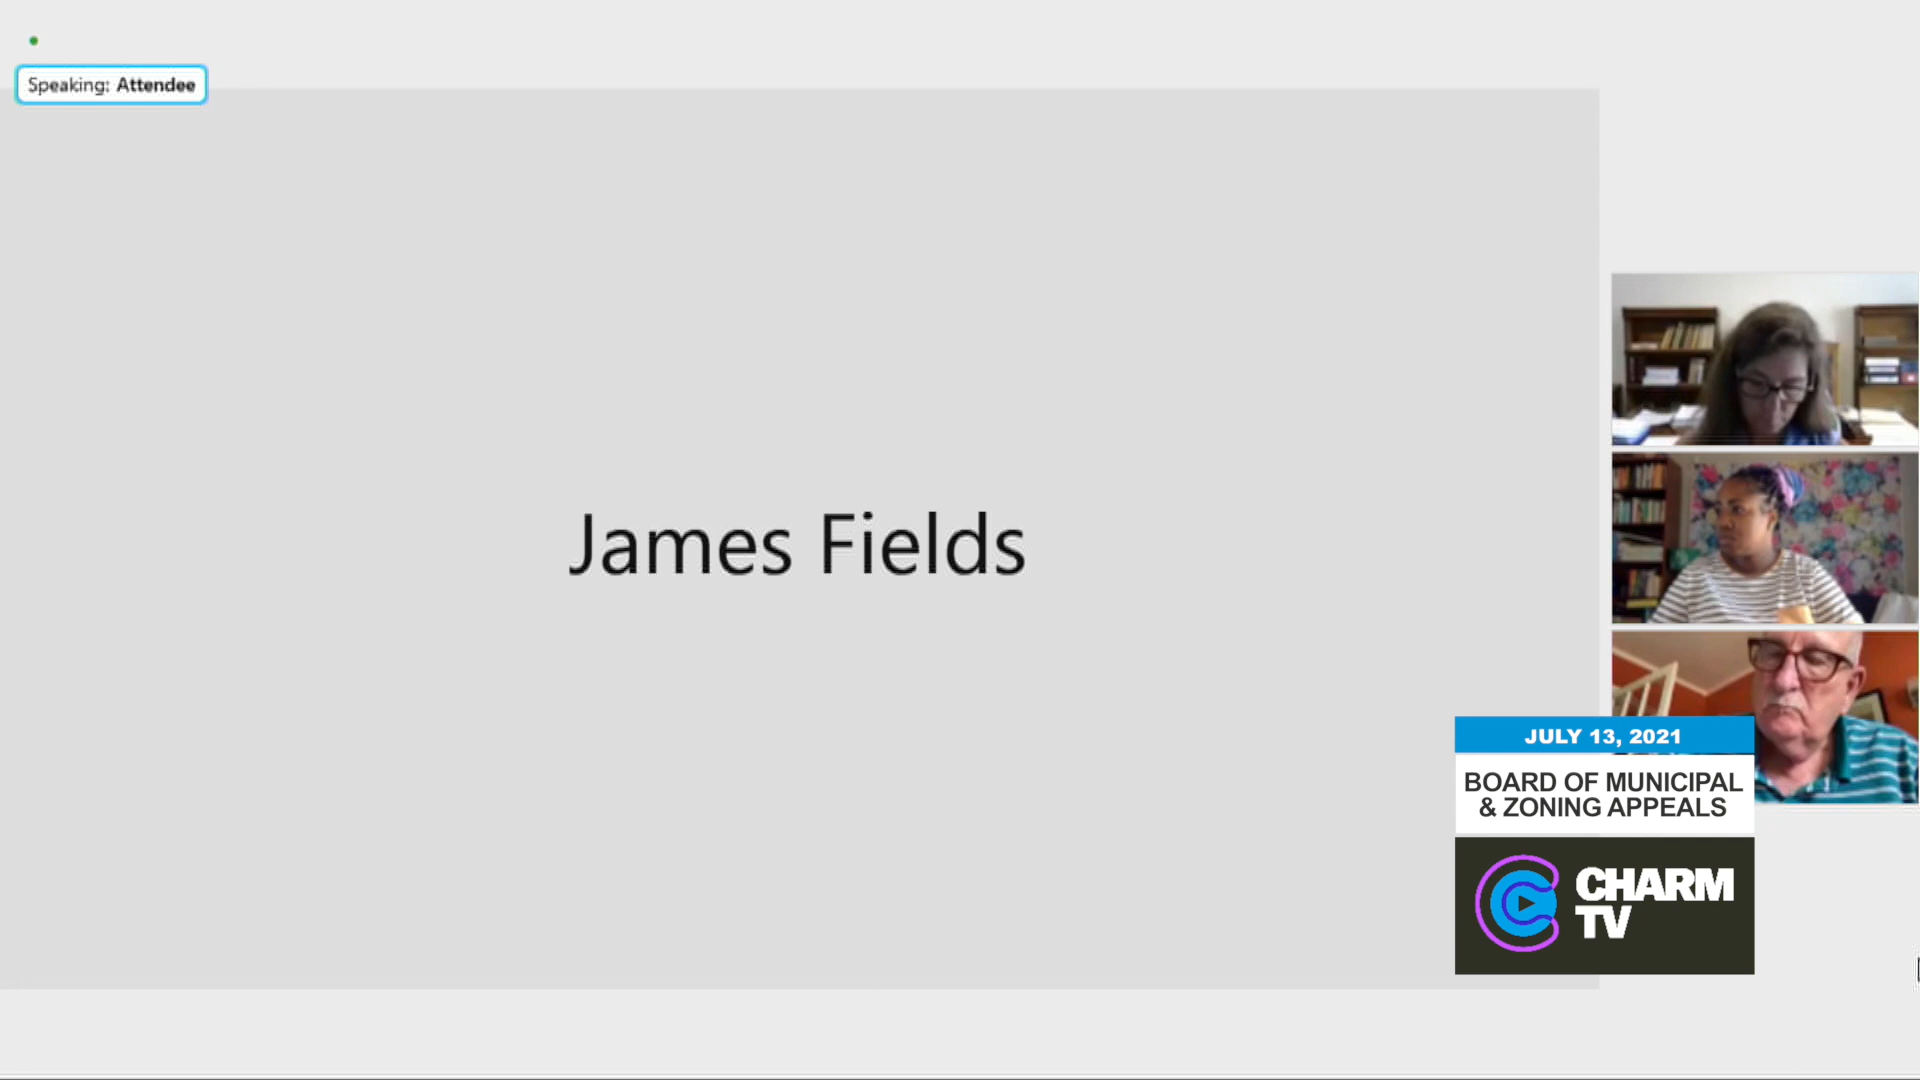 Speaking: Attendee
James Fields
JULY 13, 2021
BOARD OF MUNICIPAL
& ZONING APPEALS
CHARM
TV